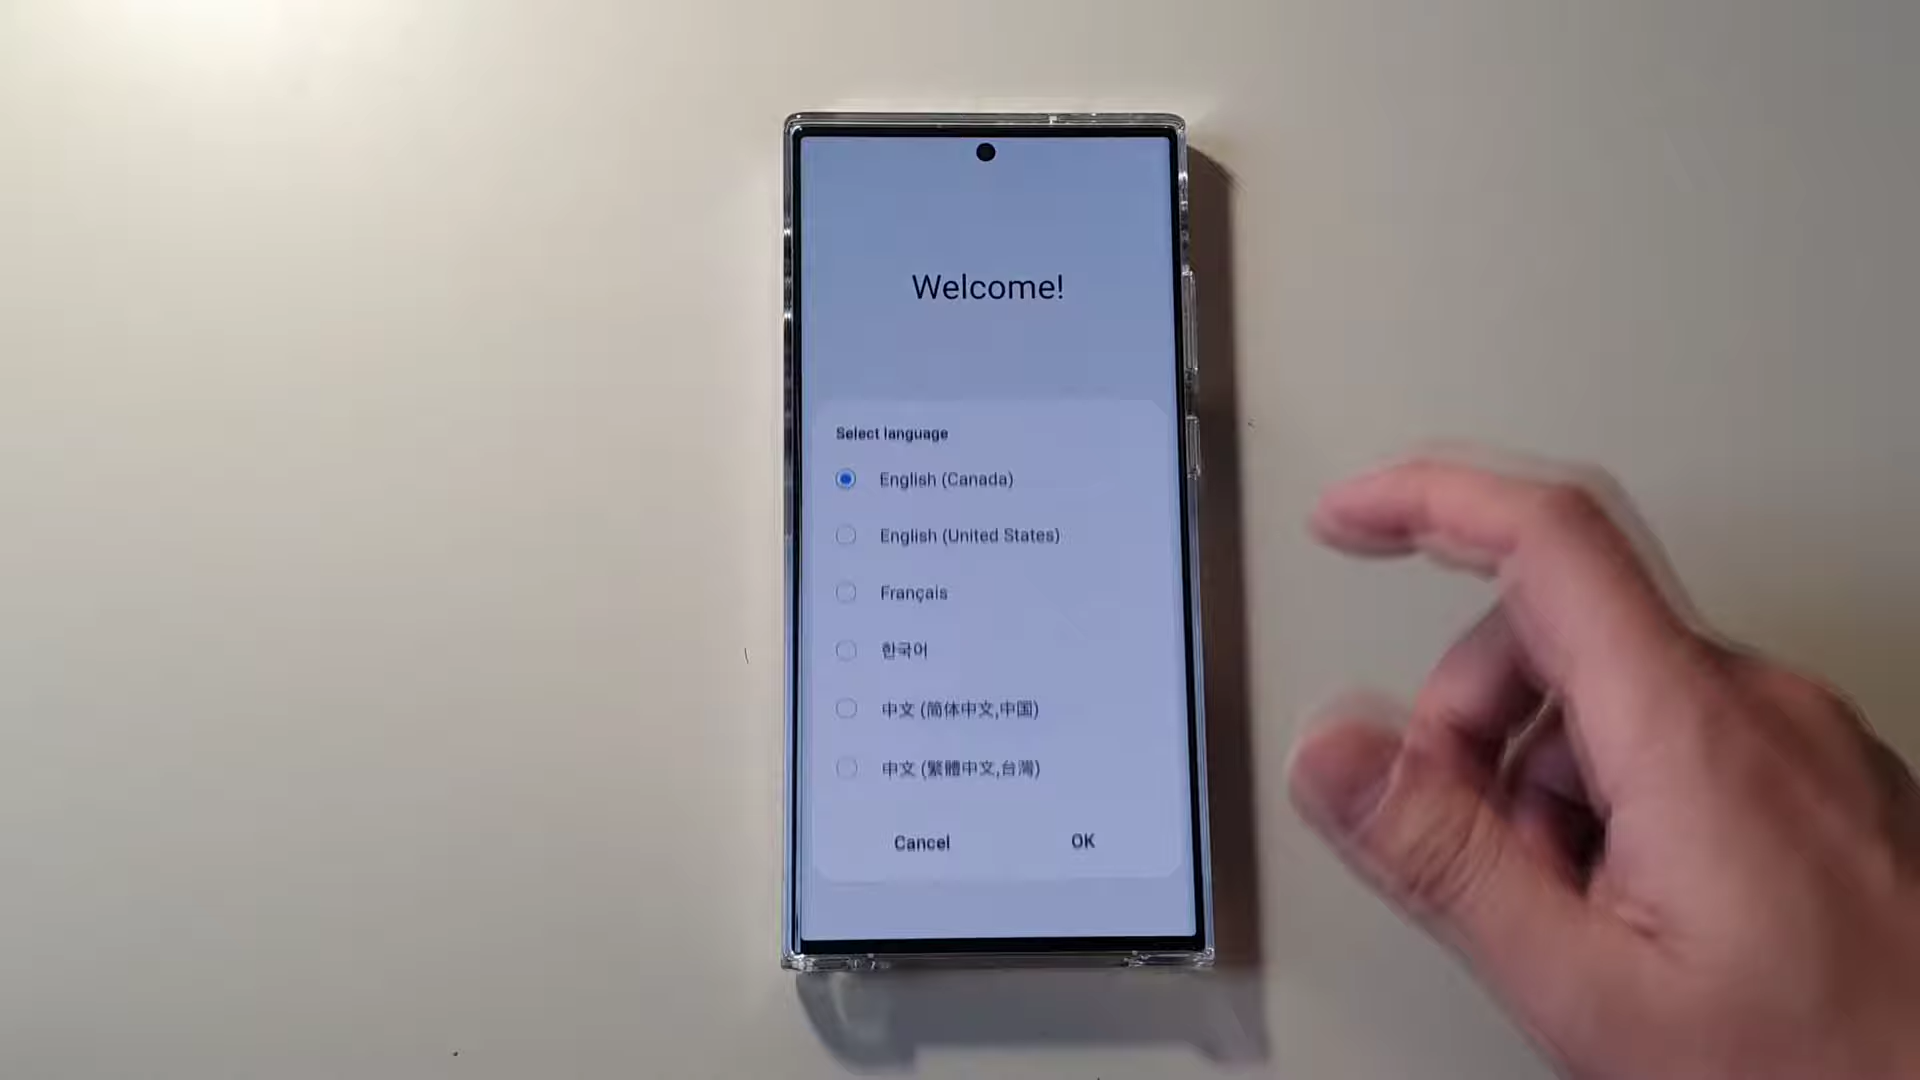 Welcome!
Select language
English (Canada)
English (United States)
Français
한국어
中文 (简体中文,中国)
中文 (繁體中文,台灣)
Cancel
OK